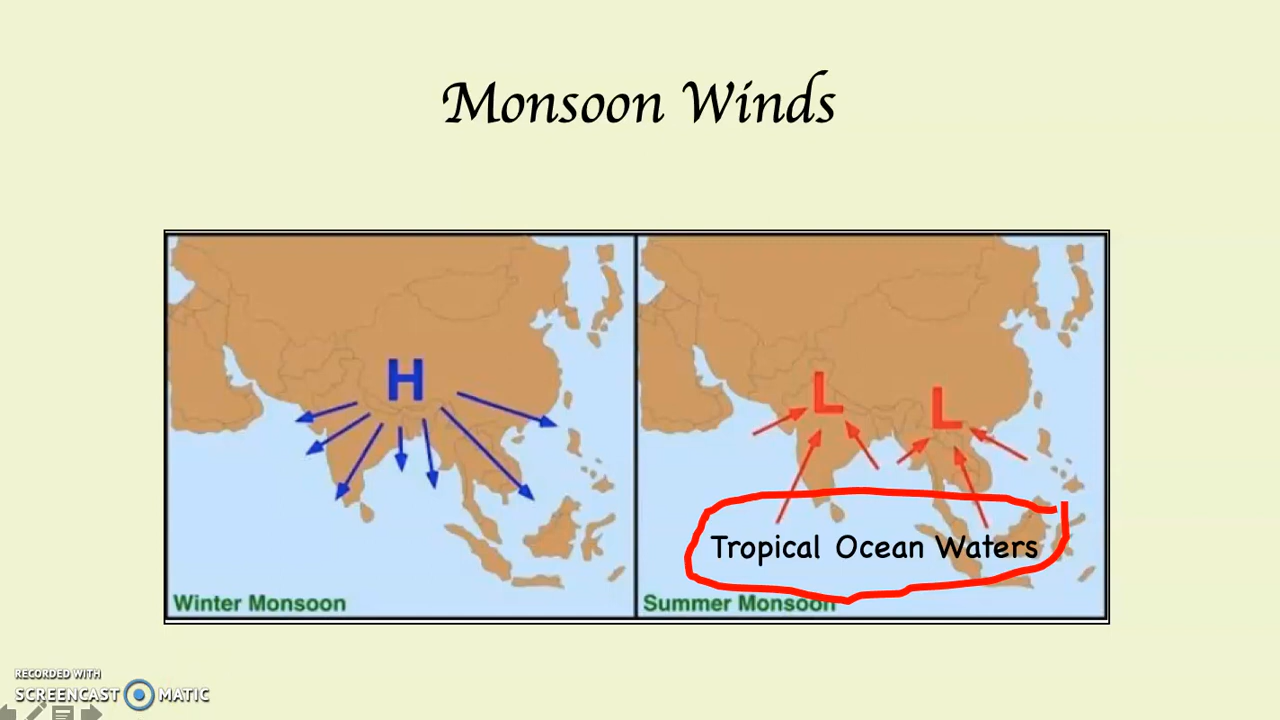 Monsoon Winds
H
L
L
Tropical Ocean Waters
Winter Monsoon
Summer Monsoon
RECORDED WITH
SCREENCAST MATIC